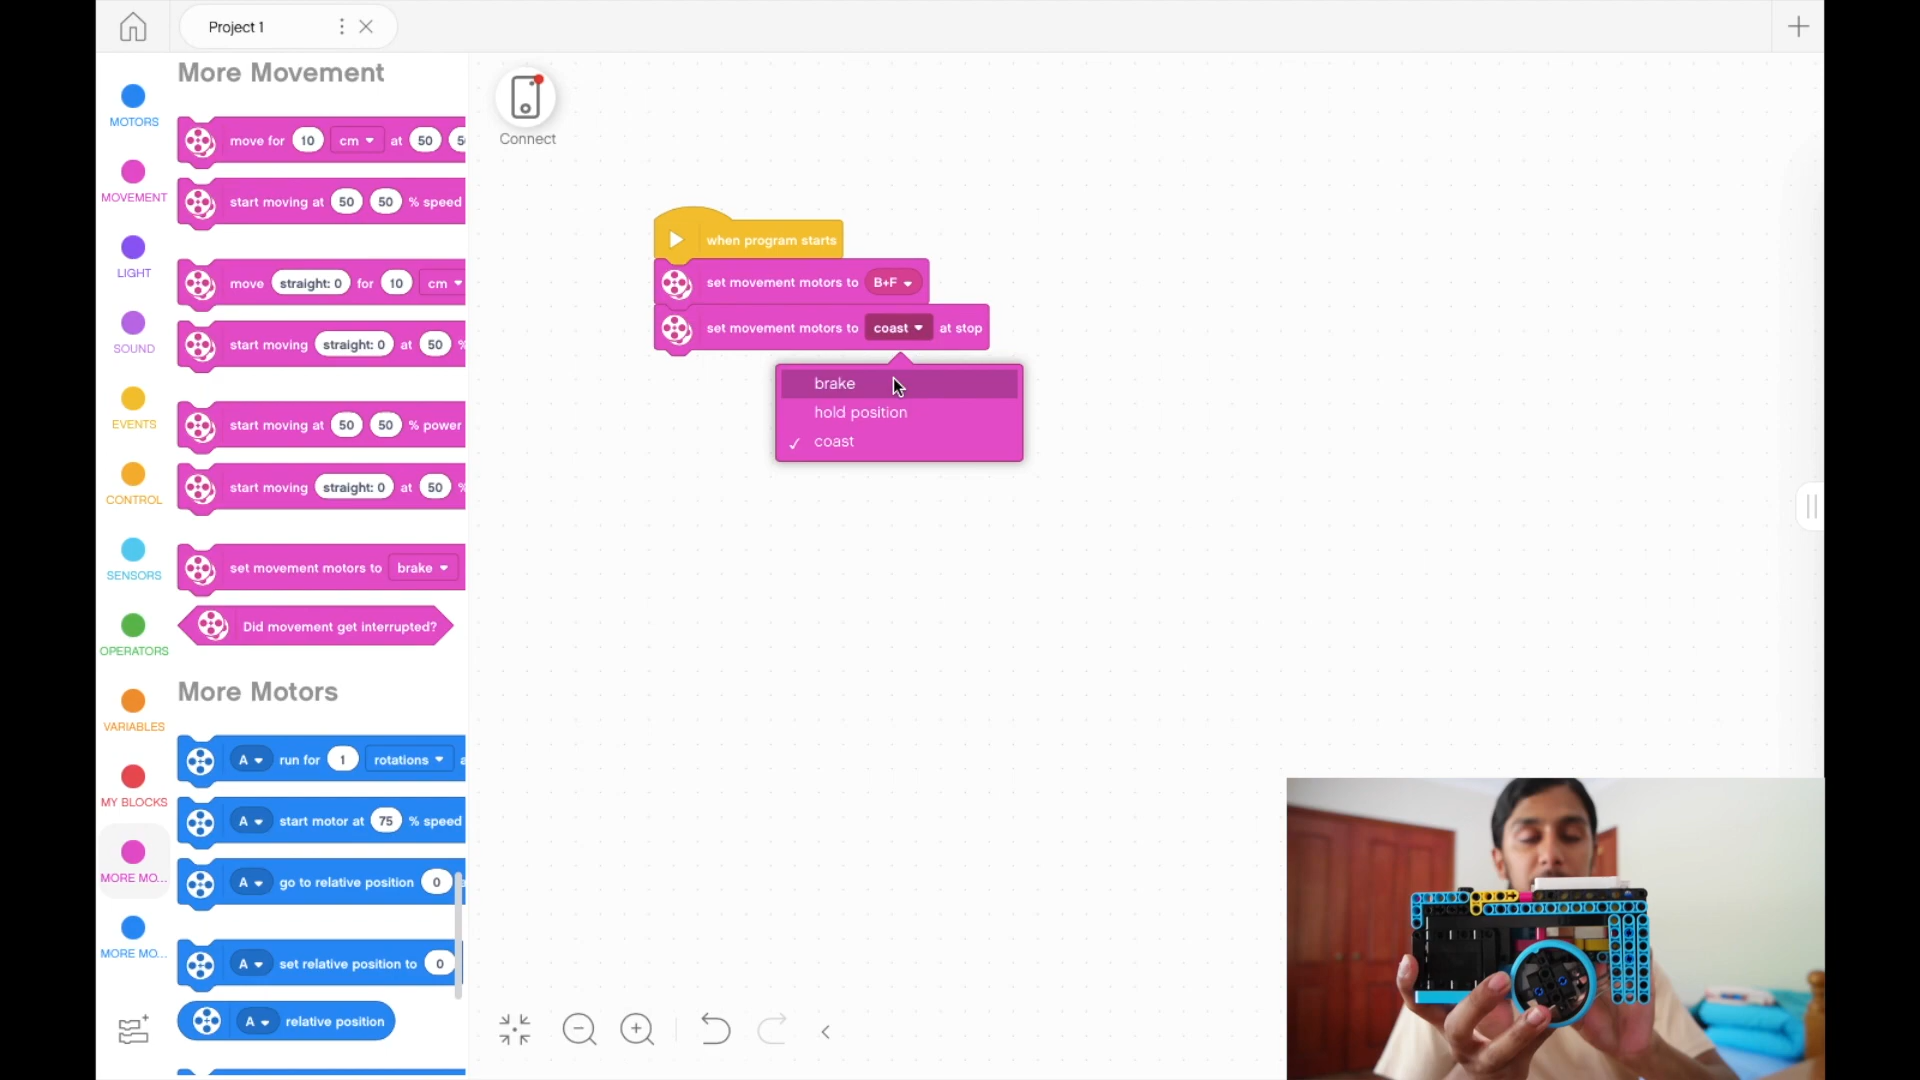 Project 1
Connect
MOTORS
MOVEMENT
LIGHT
SOUND
EVENTS
CONTROL
SENSORS
OPERATORS
VARIABLES
MY BLOCKS
MORE MO...
MORE MO...
More Movement
move for 10 cm at 50
start moving at 50 50 % speed
move straight: 0 for 10 cm
start moving straight: 0 at 50 %
start moving at 50 50 % power
start moving straight: 0 at 50 %
set movement motors to brake
Did movement get interrupted?
More Motors
A run for 1 rotations a
A start motor at 75 % speed
A go to relative position 0
A set relative position to 0
A relative position
when program starts
set movement motors to B+F
set movement motors to coast at stop
brake
hold position
coast